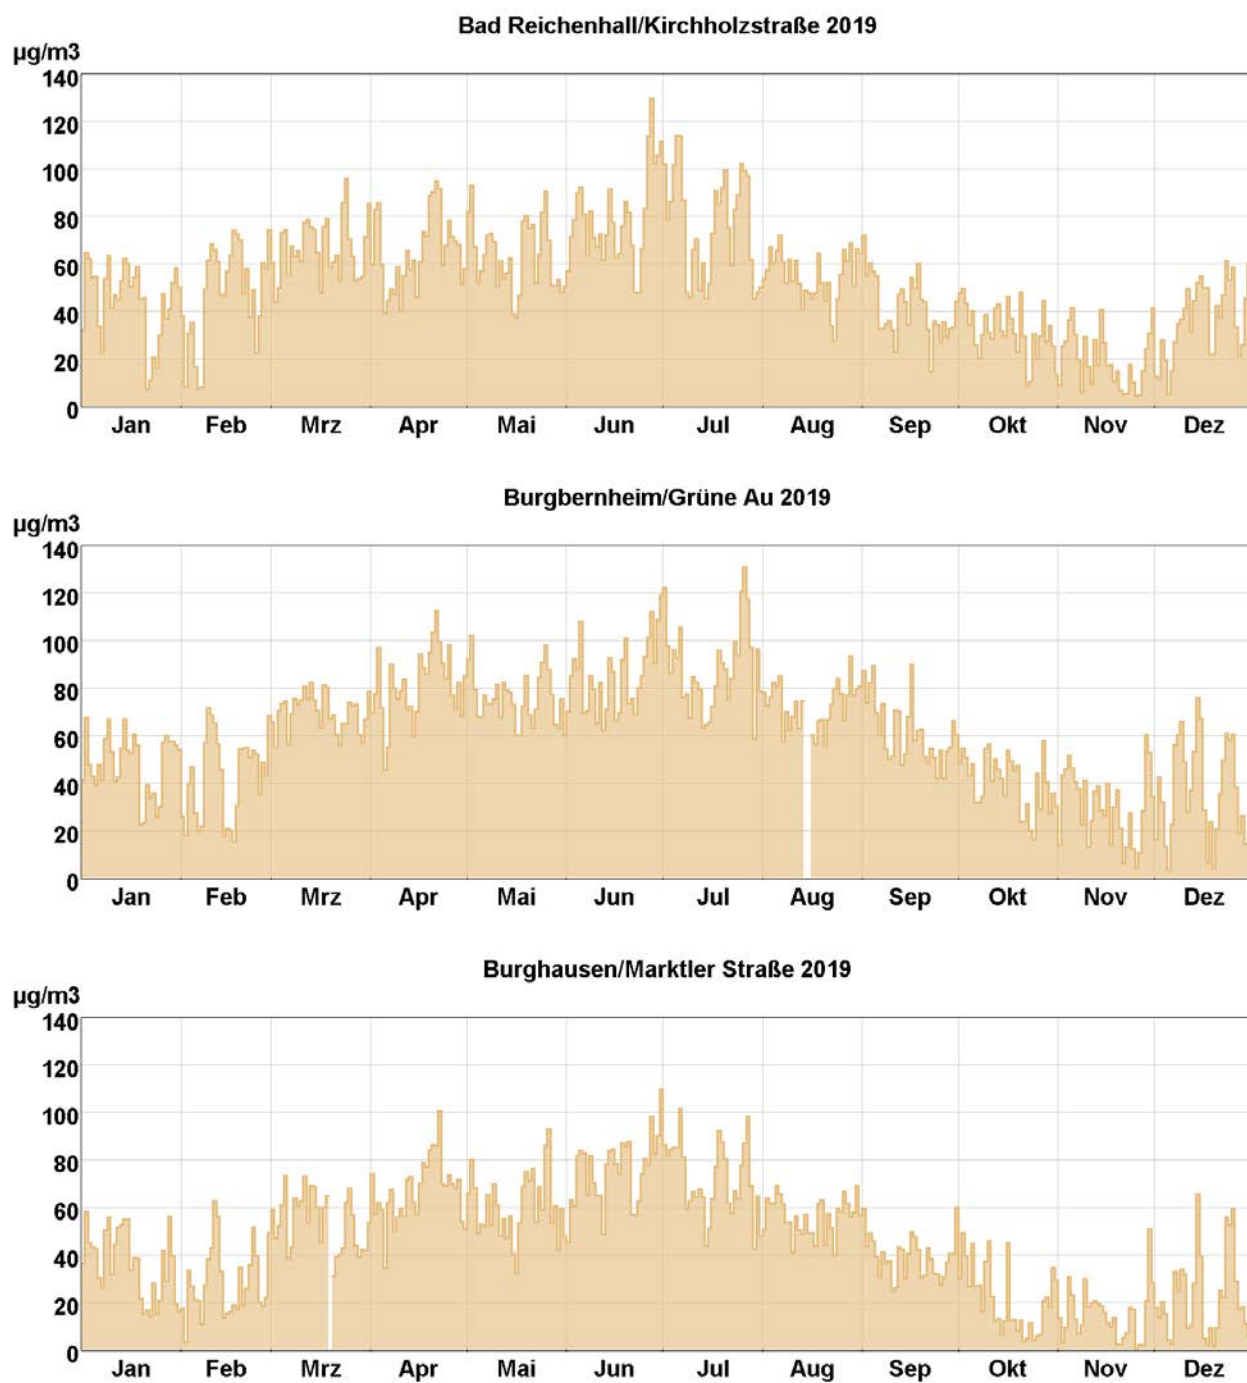 Bad Reichenhall/Kirchholzstraße 2019
µg/m3
140
120
100
80
60
40
20
0
Jan Feb Mrz Apr Mai Jun Jul Aug Sep Okt Nov Dez
Burgbernheim/Grüne Au 2019
µg/m3
140
120
100
80
60
40
20
0
Jan Feb Mrz Apr Mai Jun Jul Aug Sep Okt Nov Dez
Burghausen/Marktler Straße 2019
µg/m3
140
120
100
80
60
40
20
0
Jan Feb Mrz Apr Mai Jun Jul Aug Sep Okt Nov Dez